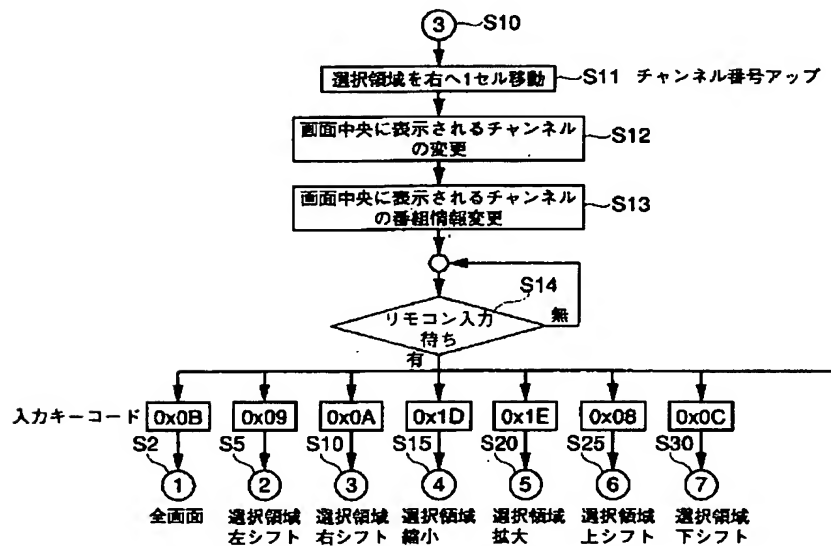 3 S10
選択領域を右へ1セル移動 S11 チャンネル番号アップ
画面中央に表示されるチャンネル
の変更 S12
画面中央に表示されるチャンネル
の番組情報変更 S13
S14
リモコン入力 無
待ち
有
入力キーコード 0x0B 0x09 0x0A 0x1D 0x1E 0x08 0x0C
S2 S5 S10 S15 S20 S25 S30
1 2 3 4 5 6 7
全画面 選択領域 選択領域 選択領域 選択領域 選択領域 選択領域
左シフト 右シフト 縮小 拡大 上シフト 下シフト